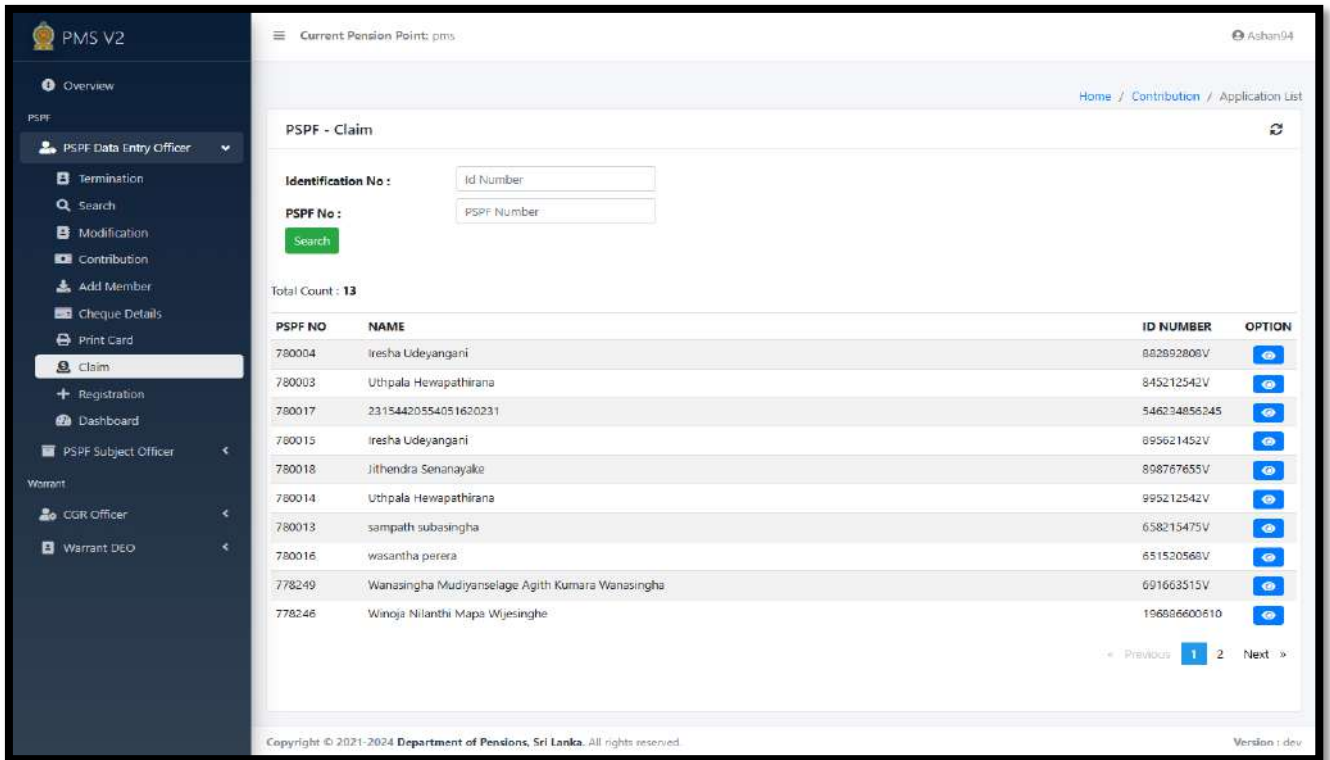 PMS V2
Current Pension Point: pms
Ashan94
Overview
PSPF
PSPF Data Entry Officer
Termination
Search
Modification
Contribution
Add Member
Cheque Details
Print Card
Claim
Registration
Dashboard
PSPF Subject Officer
Warrant
CGR Officer
Warrant DEO
Home / Contribution / Application List
PSPF - Claim
Identification No : Id Number
PSPF No : PSPF Number
Search
Total Count : 13
PSPF NO NAME ID NUMBER OPTION
780004 Iresha Udeyangani 882892808V
780003 Uthpala Hewapathirana 845212542V
780017 23154420554051620231 546234856245
780015 Iresha Udeyangani 895621452V
780018 Jithendra Senanayake 898767655V
780014 Uthpala Hewapathirana 995212542V
780013 sampath subasingha 658215475V
780016 wasantha perera 651520568V
778249 Wanasingha Mudiyanselage Agith Kumara Wanasingha 691663515V
778246 Winoja Nilanthi Mapa Wijesinghe 196886600610
« Previous 1 2 Next »
Copyright © 2021-2024 Department of Pensions, Sri Lanka. All rights reserved.
Version : dev